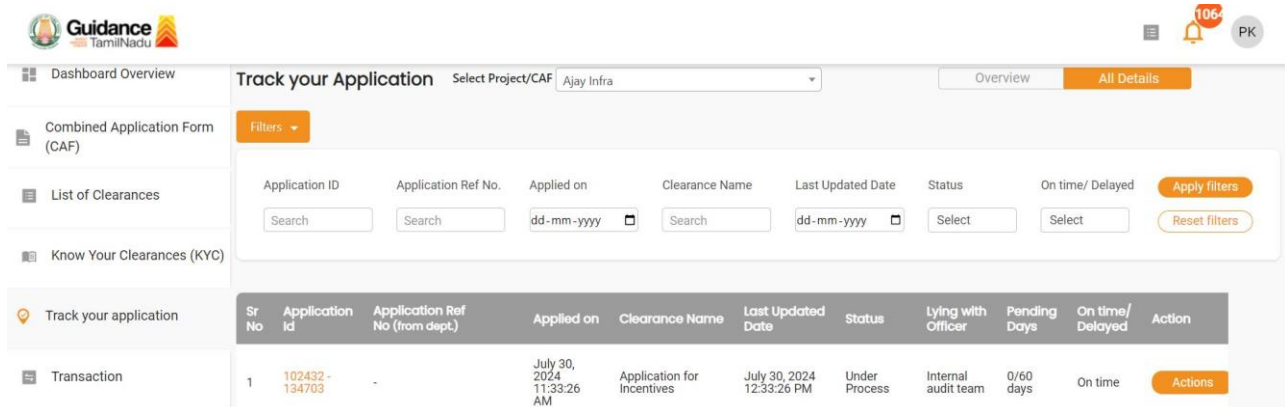 Guidance
TamilNadu
1064
PK
Dashboard Overview
Combined Application Form
(CAF)
List of Clearances
Know Your Clearances (KYC)
Track your application
Transaction
Track your Application Select Project/CAF Ajay Infra
Overview All Details
Filters
Application ID Application Ref No. Applied on Clearance Name Last Updated Date Status On time/ Delayed Apply filters
Search Search dd-mm-yyyy Search dd-mm-yyyy Select Select Reset filters
Sr
No
Application
Id
Application Ref
No (from dept.)
Applied on
Clearance Name
Last Updated
Date
Status
Lying with
Officer
Pending
Days
On time/
Delayed
Action
1
102432 -
134703
-
July 30,
2024
11:33:26
AM
Application for
Incentives
July 30, 2024
12:33:26 PM
Under
Process
Internal
audit team
0/60
days
On time
Actions